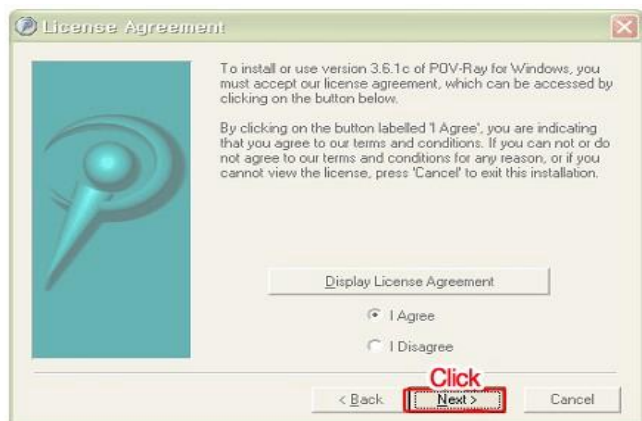 License Agreement
To install or use version 3.6.1c of POV-Ray for Windows, you
must accept our license agreement, which can be accessed by
clicking on the button below.
By clicking on the button labelled 'I Agree', you are indicating
that you agree to our terms and conditions. If you can not or do
not agree to our terms and conditions for any reason, or if you
cannot view the license, press 'Cancel' to exit this installation.
Display License Agreement
I Agree
I Disagree
Click
< Back
Next >
Cancel